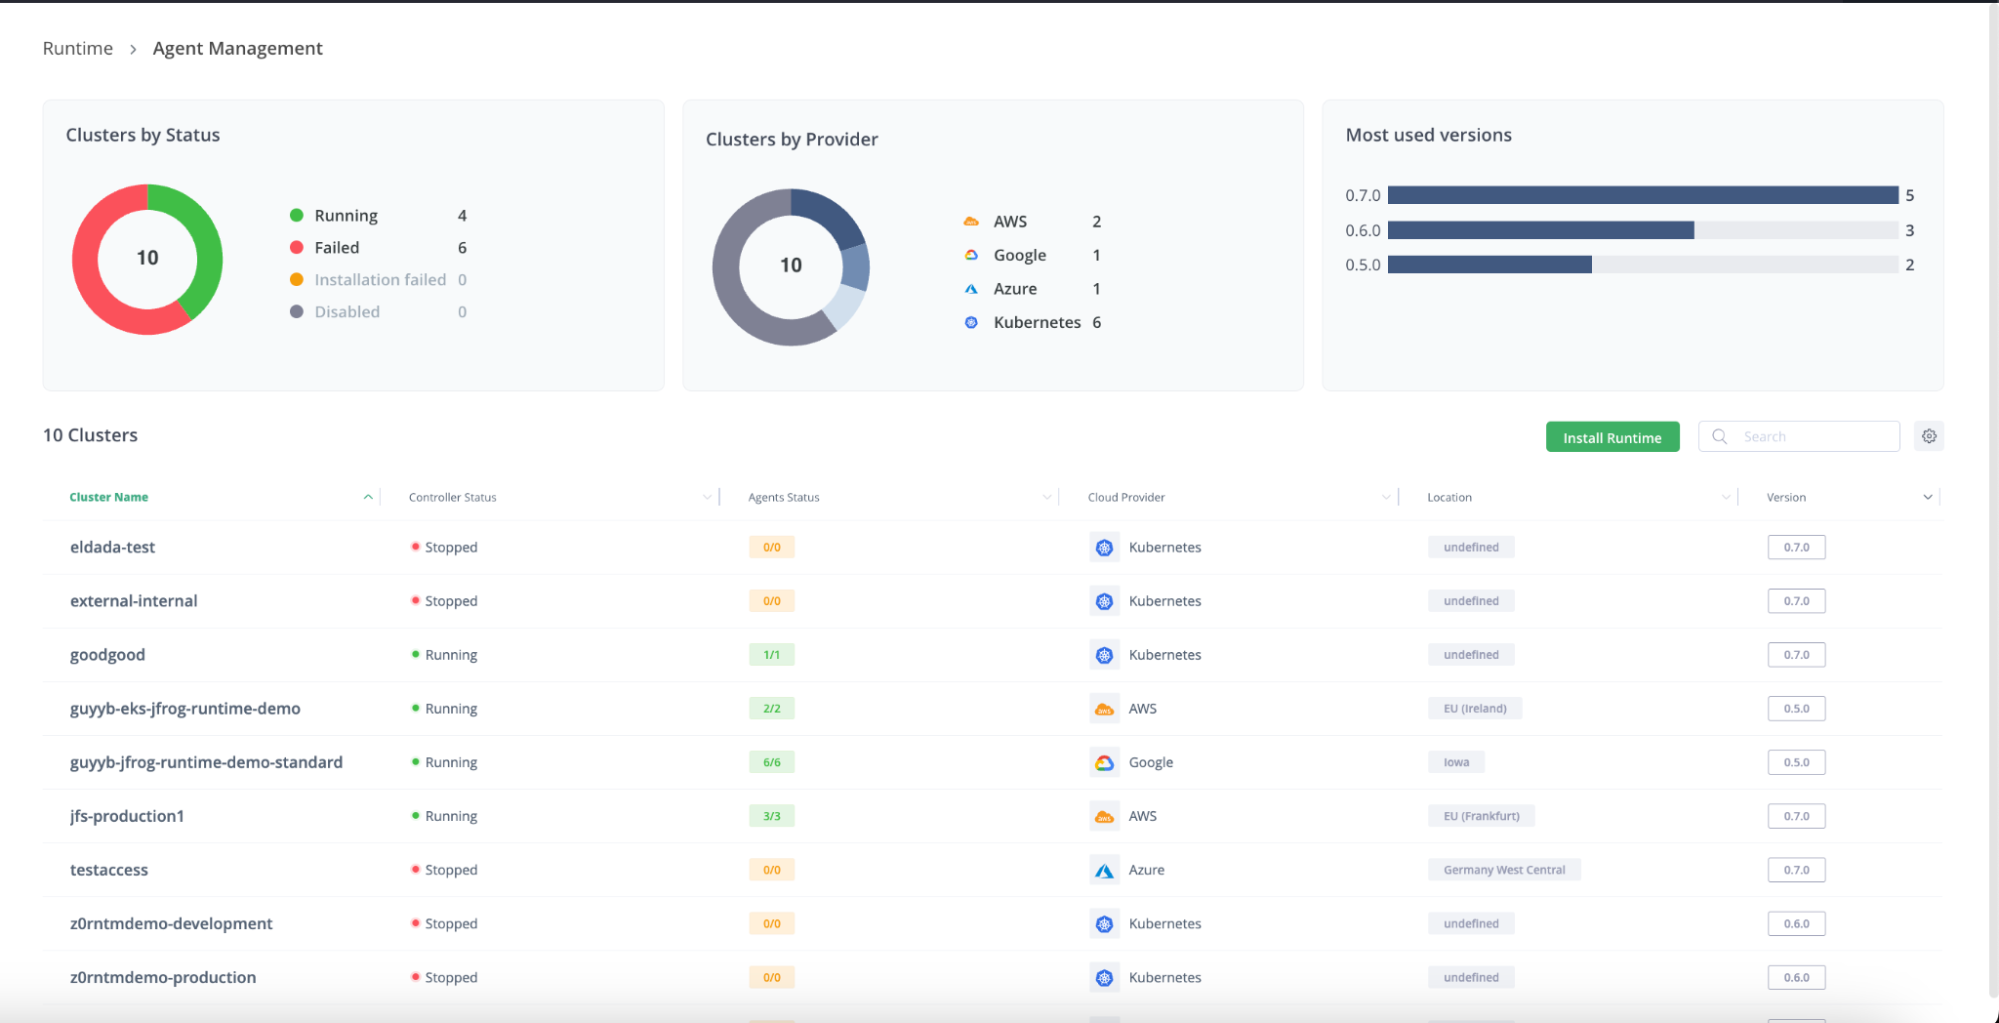 Runtime > Agent Management
Clusters by Status
10
Running 4
Failed 6
Installation failed 0
Disabled 0
Clusters by Provider
10
AWS 2
Google 1
Azure 1
Kubernetes 6
Most used versions
0.7.0 5
0.6.0 3
0.5.0 2
10 Clusters
Install Runtime
Search
Cluster Name Controller Status Agents Status Cloud Provider Location Version
eldada-test Stopped 0/0 Kubernetes undefined 0.7.0
external-internal Stopped 0/0 Kubernetes undefined 0.7.0
goodgood Running 1/1 Kubernetes undefined 0.7.0
guyyb-eks-jfrog-runtime-demo Running 2/2 aws AWS EU (Ireland) 0.5.0
guyyb-jfrog-runtime-demo-standard Running 6/6 Google Iowa 0.5.0
jfs-production1 Running 3/3 aws AWS EU (Frankfurt) 0.7.0
testaccess Stopped 0/0 Azure Germany West Central 0.7.0
z0rntmdemo-development Stopped 0/0 Kubernetes undefined 0.6.0
z0rntmdemo-production Stopped 0/0 Kubernetes undefined 0.6.0